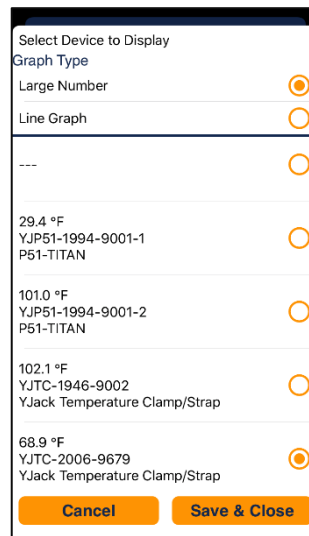 Select Device to Display
Graph Type
Large Number
Line Graph
---
29.4 °F
YJP51-1994-9001-1
P51-TITAN
101.0 °F
YJP51-1994-9001-2
P51-TITAN
102.1 °F
YJTC-1946-9002
YJack Temperature Clamp/Strap
68.9 °F
YJTC-2006-9679
YJack Temperature Clamp/Strap
Cancel Save & Close